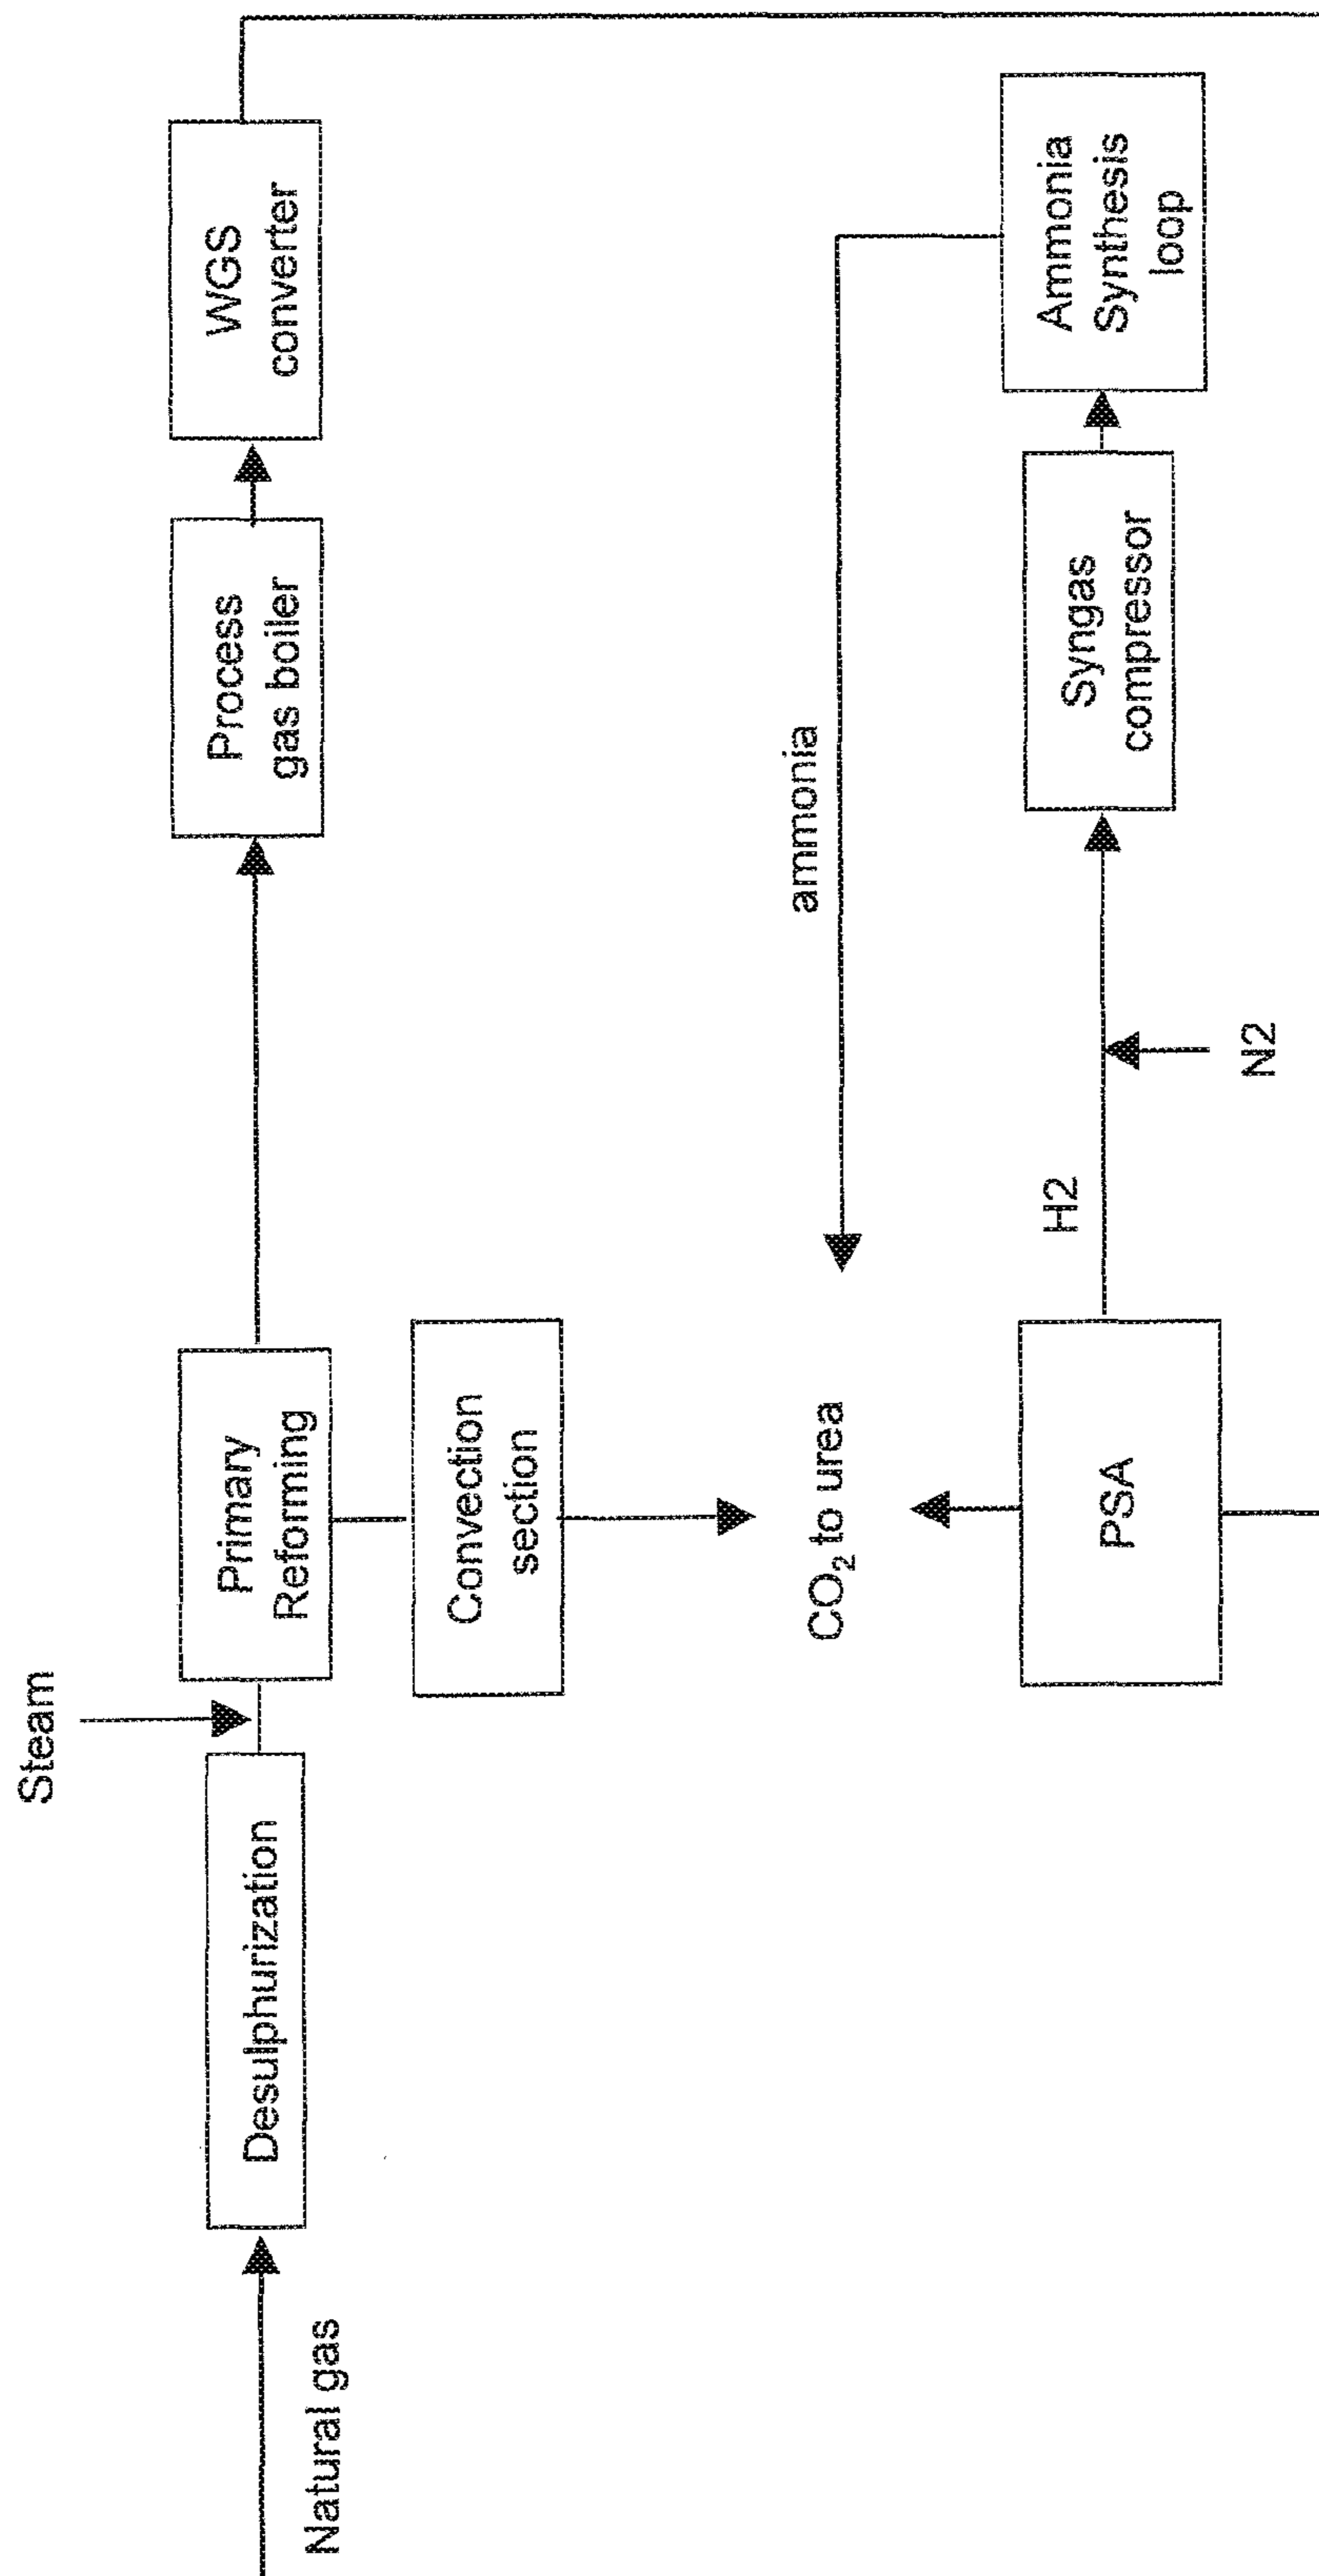 Natural gas
Desulphurization
Steam
Primary
Reforming
Process
gas boiler
WGS
converter
Convection
section
CO₂ to urea
ammonia
PSA
H2
N2
Syngas
compressor
Ammonia
Synthesis
loop